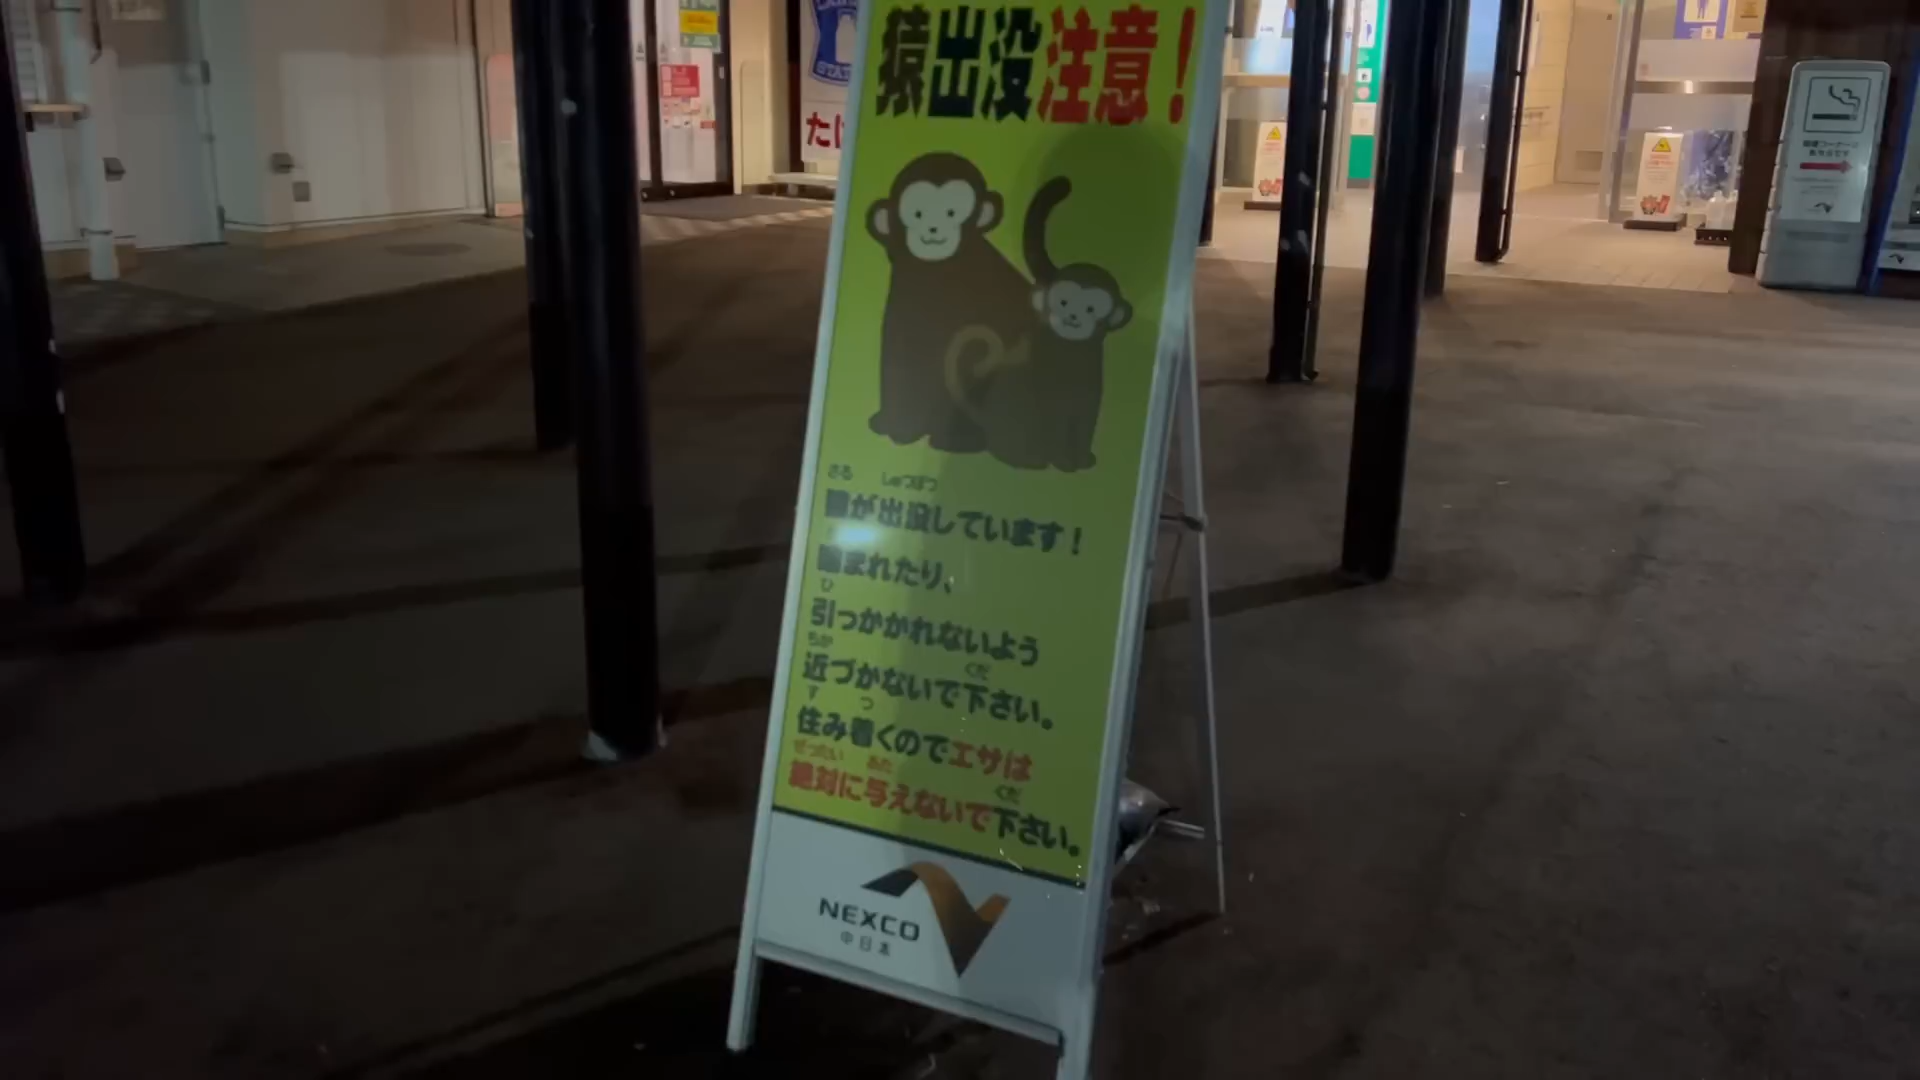 猿出没注意！
さる しゅつぼつ
猿が出没しています！
噛まれたり、
ひ
引っかかれないよう
ちか くだ
近づかないで下さい。
す つ
住み着くのでエサは
ぜったい あた くだ
絶対に与えないで下さい。
NEXCO
中日本